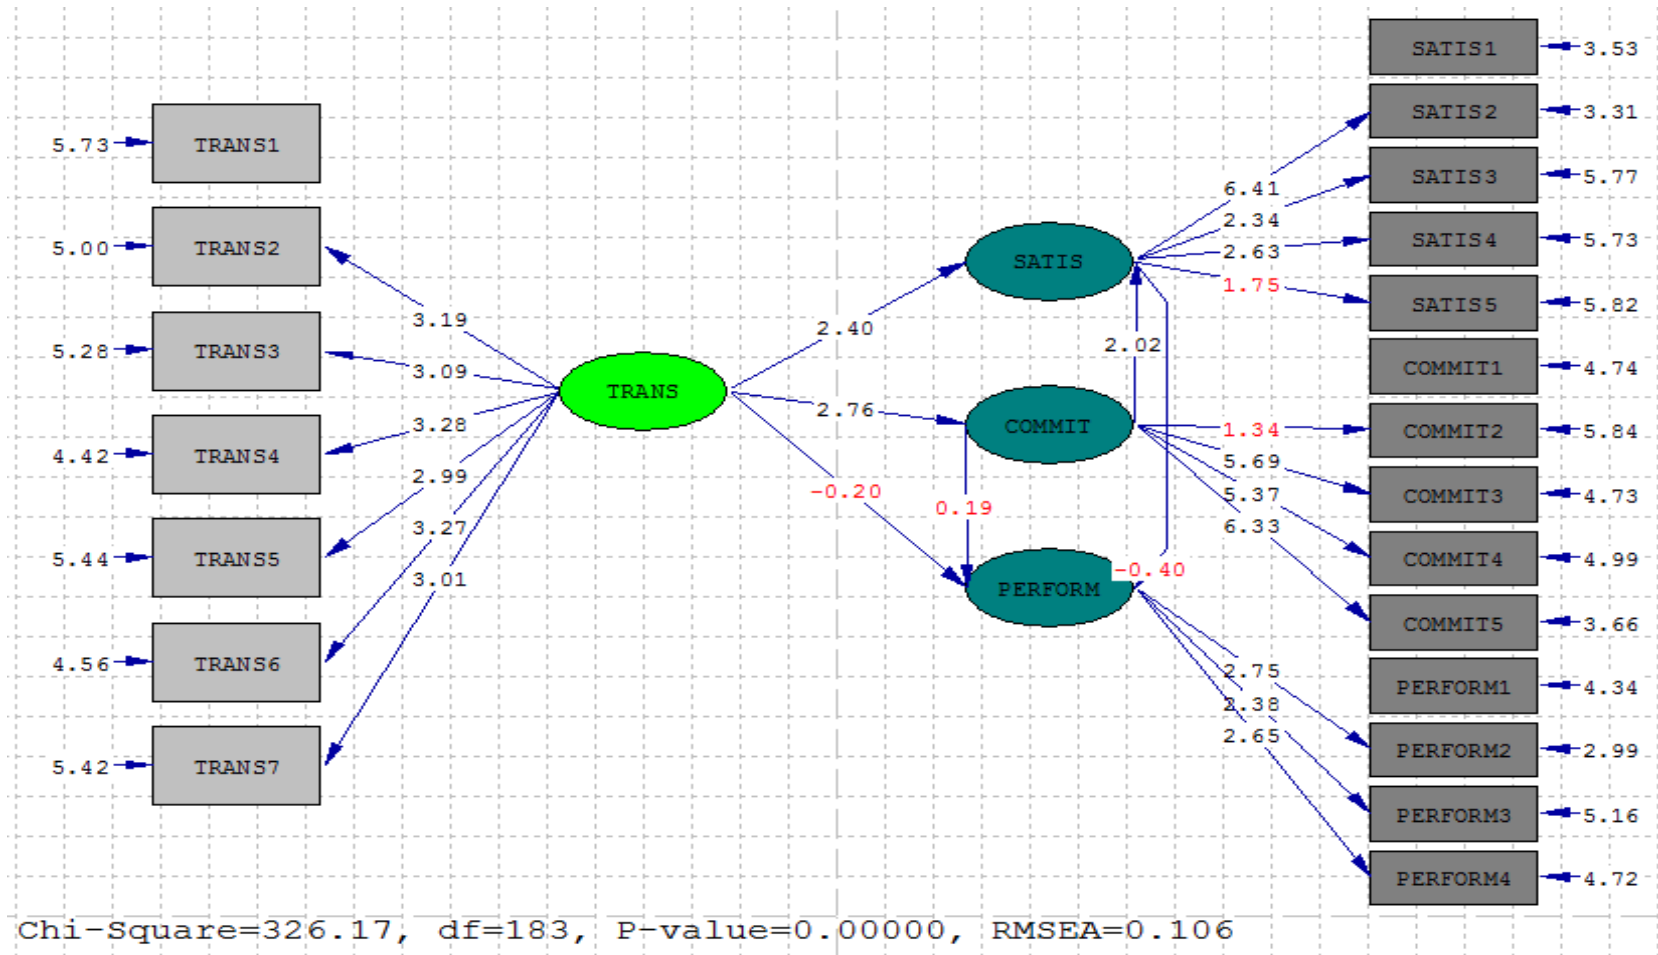 SATIS1 3.53
SATIS2 3.31
5.73 TRANS1
SATIS3 5.77
6.41
2.34
5.00 TRANS2
SATIS4 5.73
2.63
SATIS
1.75
SATIS5 5.82
3.19
2.40
5.28 TRANS3
2.02
3.09
COMMIT1 4.74
TRANS
2.76
3.28
COMMIT
1.34
COMMIT2 5.84
4.42 TRANS4
5.69
2.99
-0.20
5.37
COMMIT3 4.73
0.19
3.27
6.33
5.44 TRANS5
COMMIT4 4.99
-0.40
3.01
PERFORM
COMMIT5 3.66
4.56 TRANS6
2.75
PERFORM1 4.34
2.38
2.65
PERFORM2 2.99
5.42 TRANS7
PERFORM3 5.16
PERFORM4 4.72
Chi-Square=326.17, df=183, P-value=0.00000, RMSEA=0.106